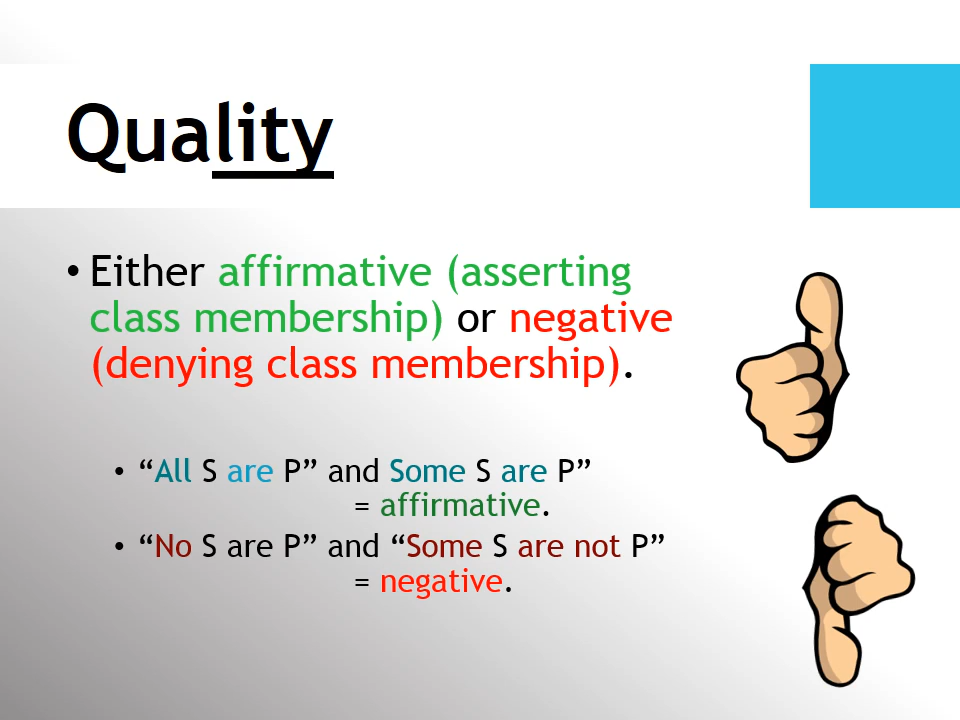 Quality
• Either affirmative (asserting
class membership) or negative
(denying class membership).
• “All S are P” and Some S are P”
= affirmative.
• “No S are P” and “Some S are not P”
= negative.